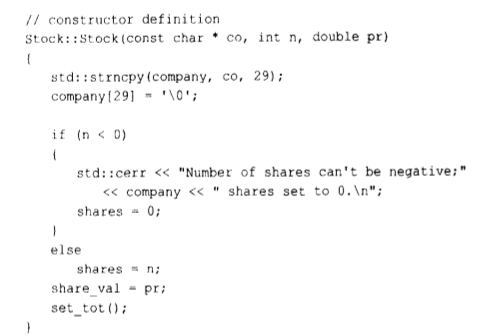 // constructor definition
Stock::Stock(const char * co, int n, double pr)
{
    std::strncpy(company, co, 29);
    company[29] = '\0';

    if (n < 0)
    {
        std::cerr << "Number of shares can't be negative;"
            << company << " shares set to 0.\n";
        shares = 0;
    }
    else
        shares = n;
    share_val = pr;
    set_tot();
}